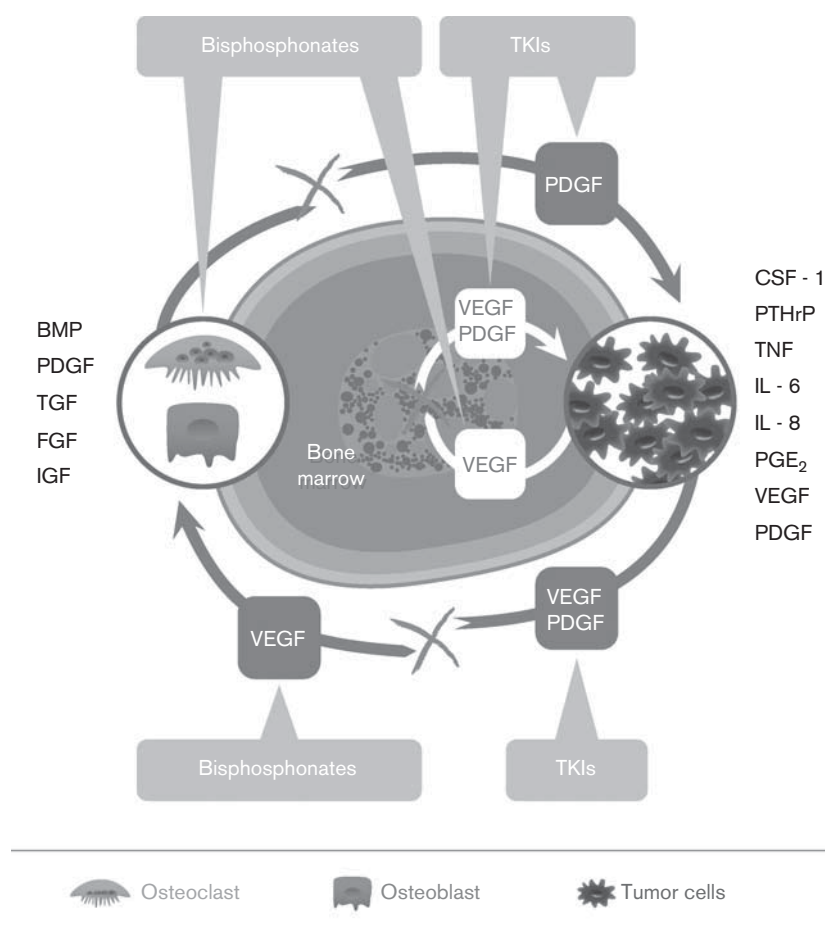 Bisphosphonates
TKIs
PDGF
BMP
PDGF
TGF
FGF
IGF
VEGF
PDGF
Bone
marrow
VEGF
CSF - 1
PTHrP
TNF
IL - 6
IL - 8
PGE₂
VEGF
PDGF
VEGF
VEGF
PDGF
Bisphosphonates
TKIs
Osteoclast
Osteoblast
Tumor cells